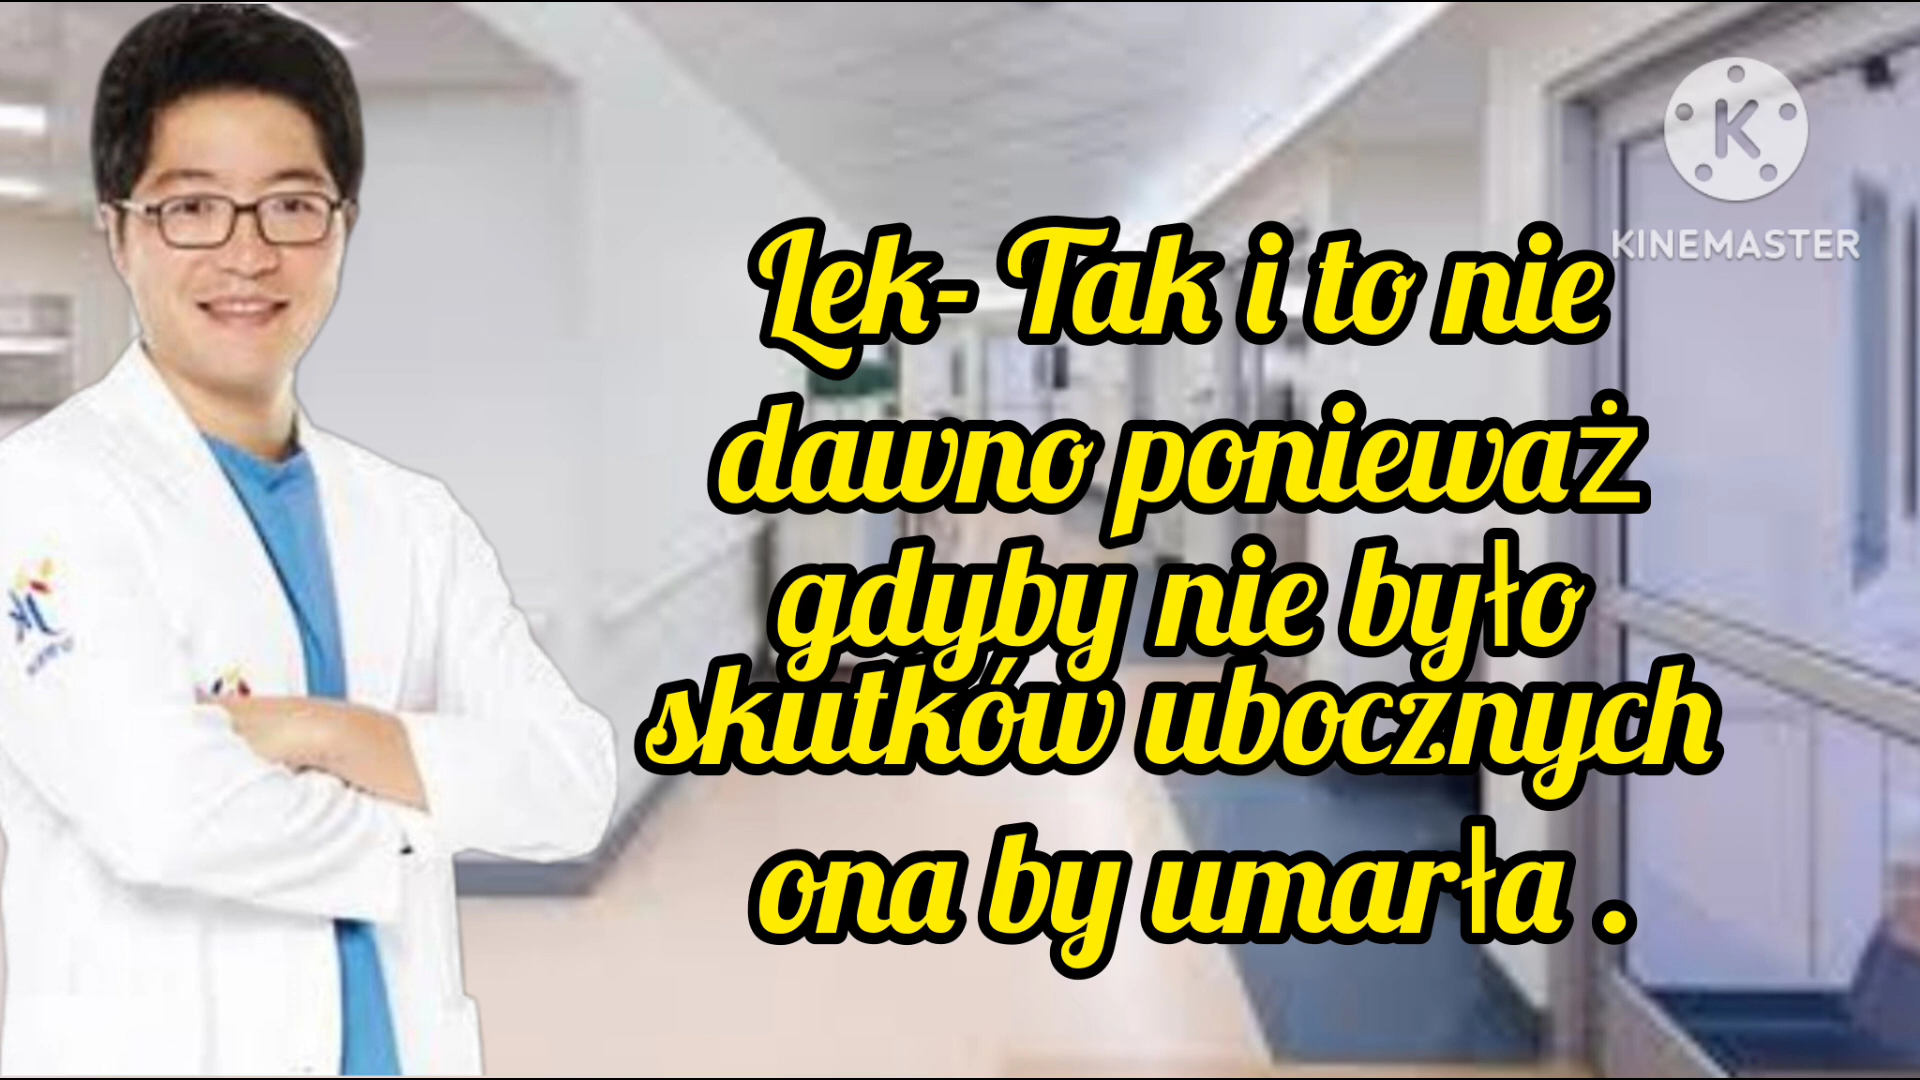 KINEMASTER
Lek- Tak i to nie
dawno ponieważ
gdyby nie było
skutków ubocznych
ona by umarła .